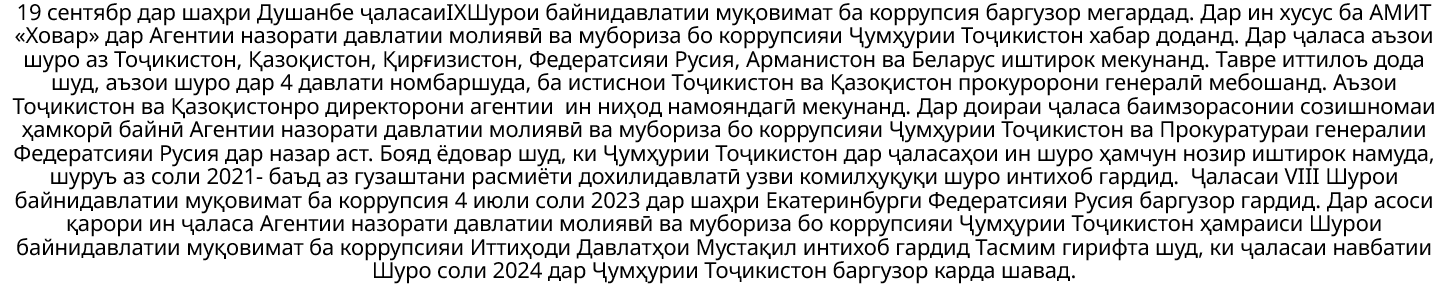 19 сентябр дар шаҳри Душанбе ҷаласаиIXШурои байнидавлатии муқовимат ба коррупсия баргузор мегардад. Дар ин хусус ба АМИТ
«Ховар» дар Агентии назорати давлатии молиявӣ ва мубориза бо коррупсияи Ҷумҳурии Тоҷикистон хабар доданд. Дар ҷаласа аъзои
шуро аз Тоҷикистон, Қазоқистон, Қирғизистон, Федератсияи Русия, Арманистон ва Беларус иштирок мекунанд. Тавре иттилоъ дода
шуд, аъзои шуро дар 4 давлати номбаршуда, ба истиснои Тоҷикистон ва Қазоқистон прокуророни генералӣ мебошанд. Аъзои
Тоҷикистон ва Қазоқистонро директорони агентии  ин ниҳод намояндагӣ мекунанд. Дар доираи ҷаласа баимзорасонии созишномаи
ҳамкорӣ байнӣ Агентии назорати давлатии молиявӣ ва мубориза бо коррупсияи Ҷумҳурии Тоҷикистон ва Прокуратураи генералии
Федератсияи Русия дар назар аст. Бояд ёдовар шуд, ки Ҷумҳурии Тоҷикистон дар ҷаласаҳои ин шуро ҳамчун нозир иштирок намуда,
шуруъ аз соли 2021- баъд аз гузаштани расмиёти дохилидавлатӣ узви комилҳуқуқи шуро интихоб гардид.  Ҷаласаи VIII Шурои
байнидавлатии муқовимат ба коррупсия 4 июли соли 2023 дар шаҳри Екатеринбурги Федератсияи Русия баргузор гардид. Дар асоси
қарори ин ҷаласа Агентии назорати давлатии молиявӣ ва мубориза бо коррупсияи Ҷумҳурии Тоҷикистон ҳамраиси Шурои
байнидавлатии муқовимат ба коррупсияи Иттиҳоди Давлатҳои Мустақил интихоб гардид Тасмим гирифта шуд, ки ҷаласаи навбатии
Шуро соли 2024 дар Ҷумҳурии Тоҷикистон баргузор карда шавад.